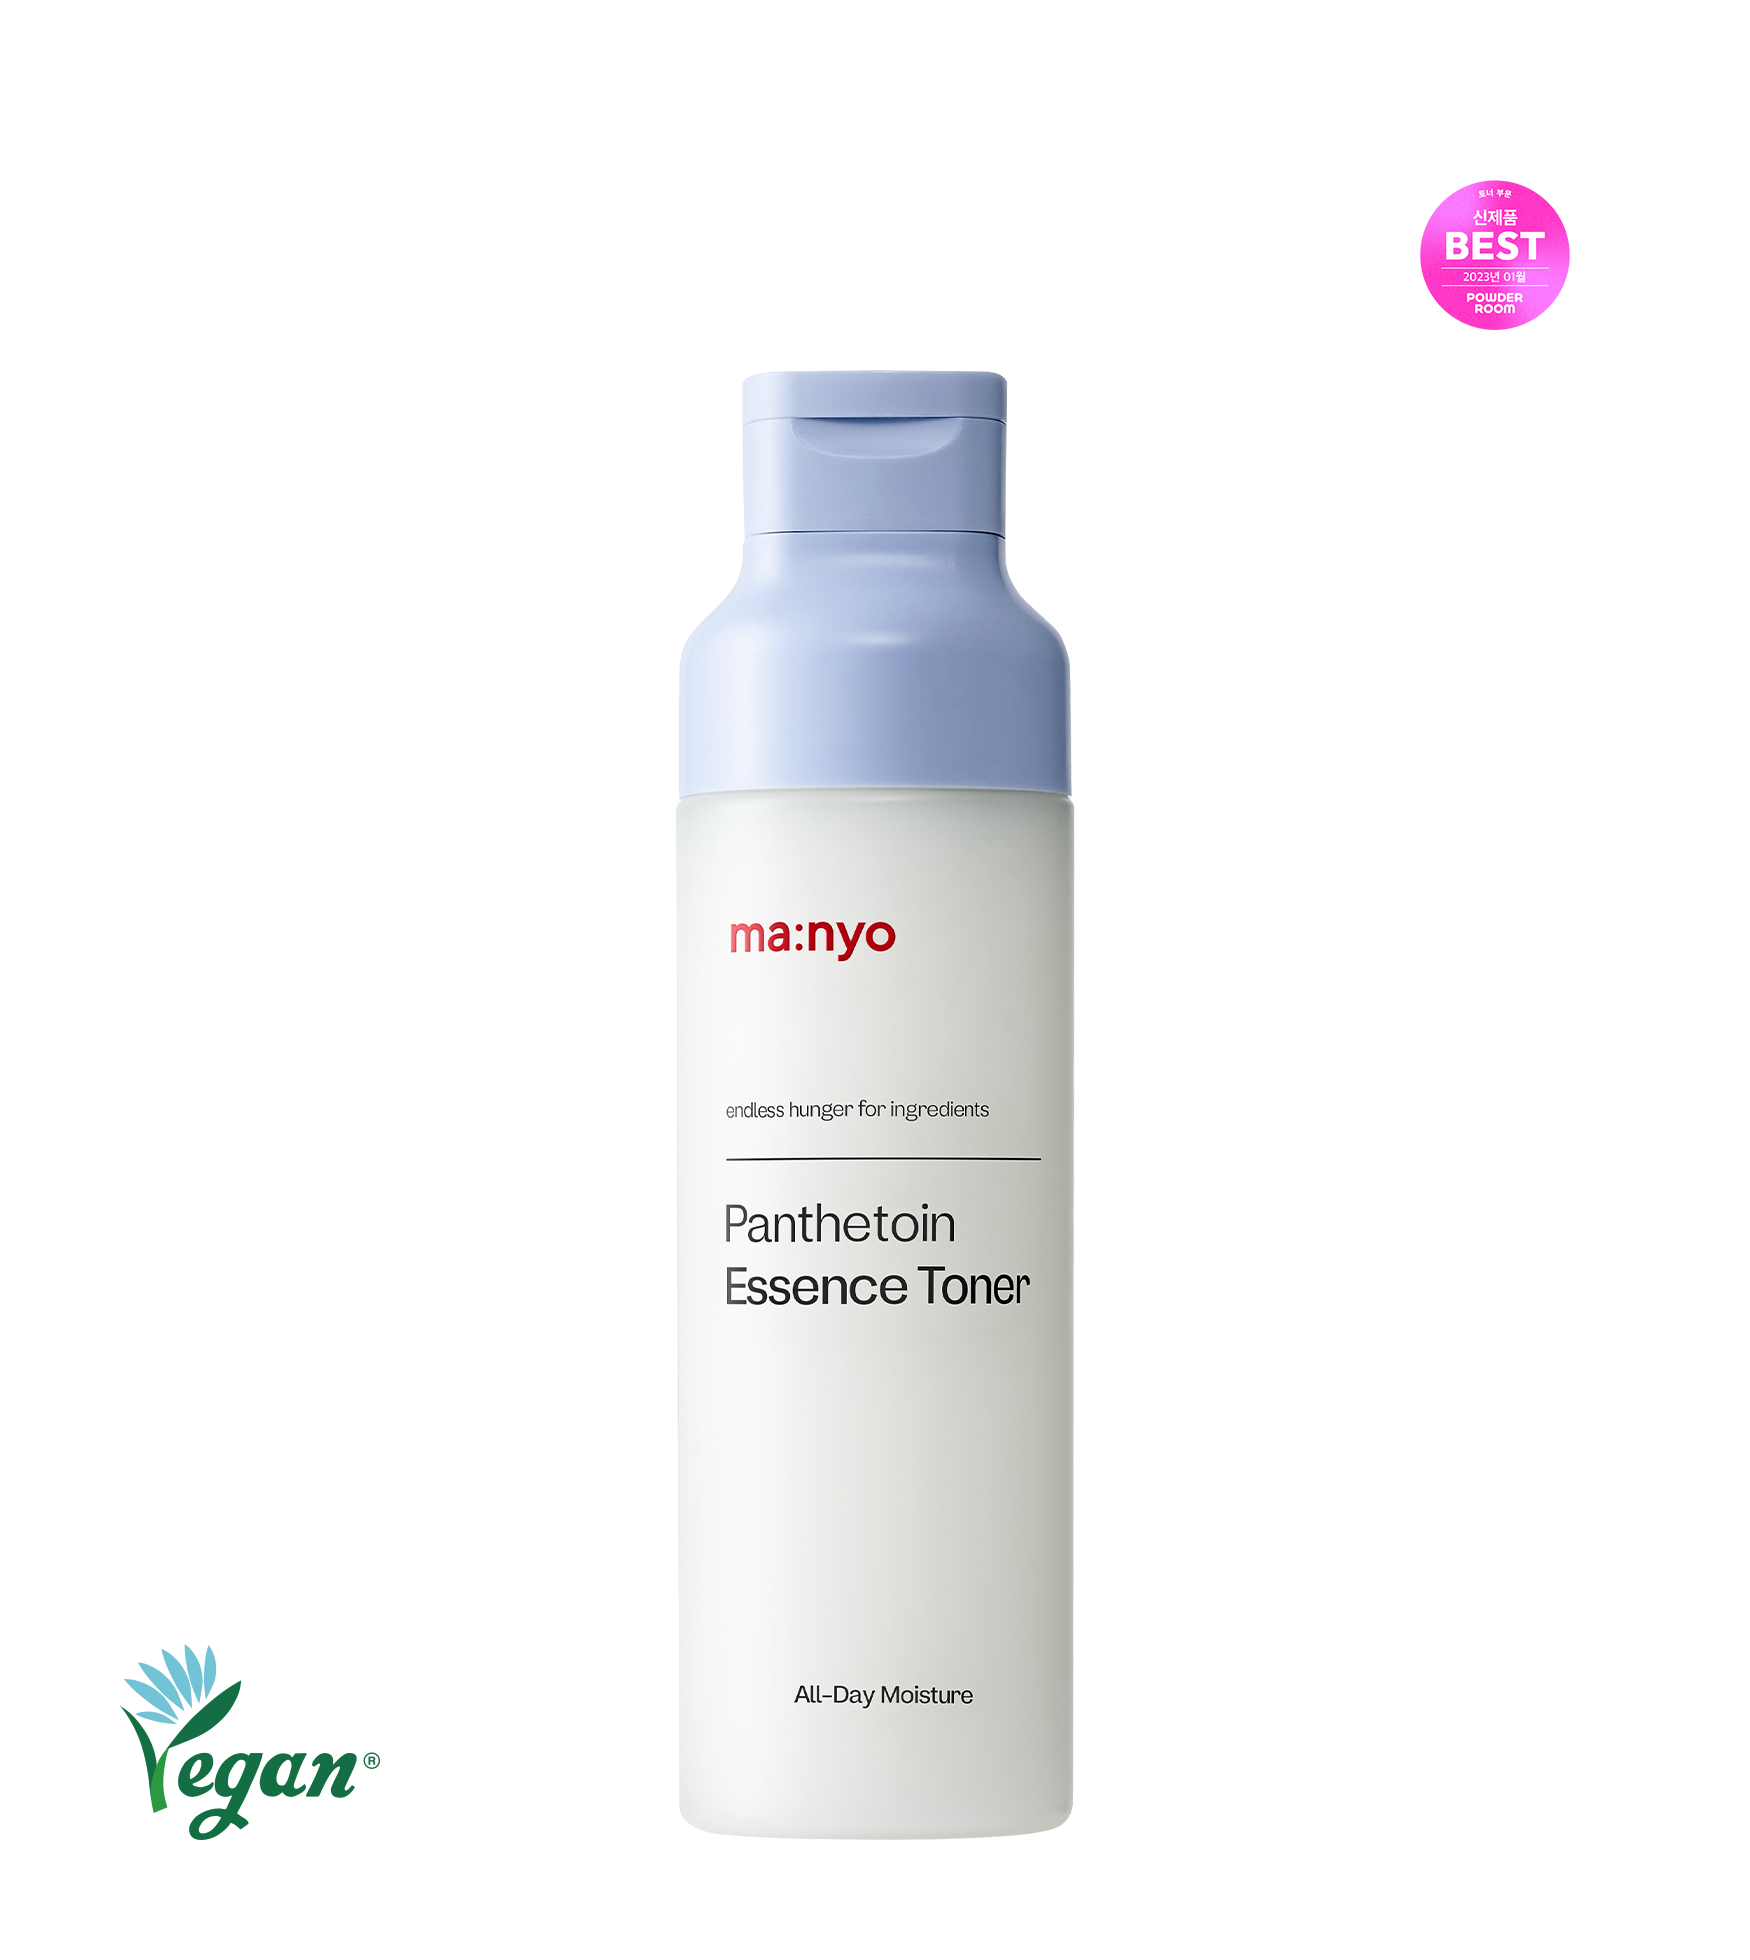 토너 부문
신제품
BEST
2023년 01월
POWDER
ROOM
ma:nyo
endless hunger for ingredients
Panthetoin
Essence Toner
All-Day Moisture
Vegan®